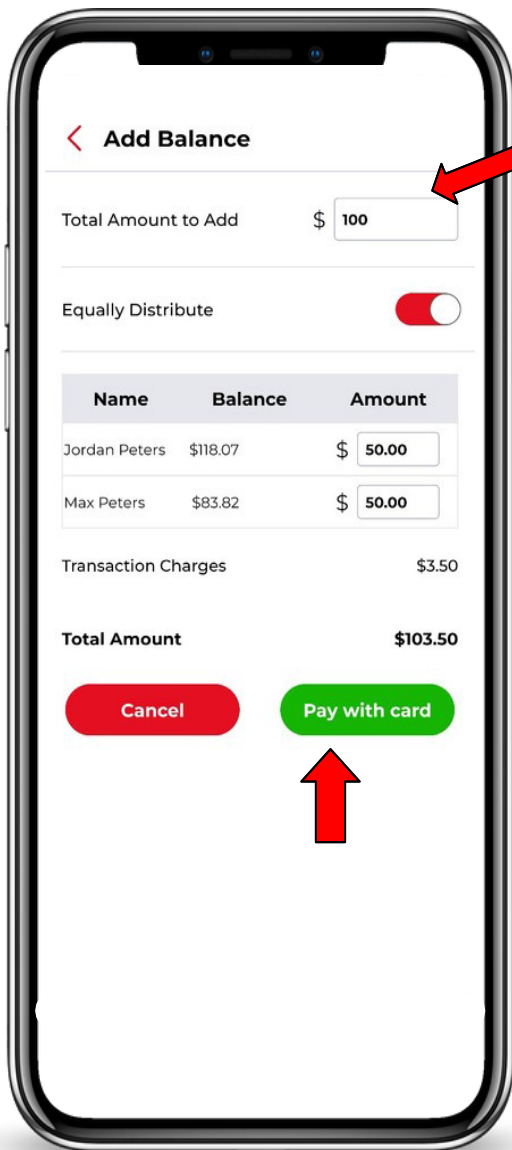 Add Balance
Total Amount to Add $ 100
Equally Distribute
Name Balance Amount
Jordan Peters $118.07 $ 50.00
Max Peters $83.82 $ 50.00
Transaction Charges $3.50
Total Amount $103.50
Cancel Pay with card